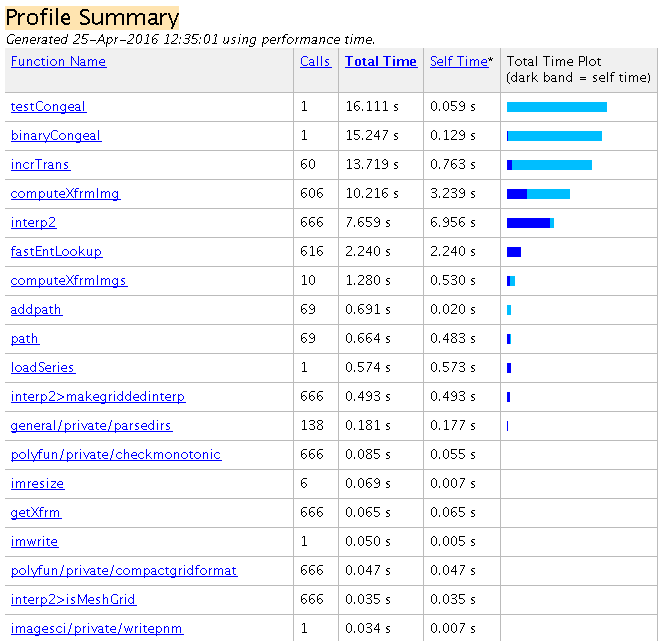 Profile Summary
Generated 25-Apr-2016 12:35:01 using performance time.
Function Name Calls Total Time Self Time* Total Time Plot
(dark band = self time)
testCongeal 1 16.111 s 0.059 s
binaryCongeal 1 15.247 s 0.129 s
incrTrans 60 13.719 s 0.763 s
computeXfrmImg 606 10.216 s 3.239 s
interp2 666 7.659 s 6.956 s
fastEntLookup 616 2.240 s 2.240 s
computeXfrmImgs 10 1.280 s 0.530 s
addpath 69 0.691 s 0.020 s
path 69 0.664 s 0.483 s
loadSeries 1 0.574 s 0.573 s
interp2>makegriddedinterp 666 0.493 s 0.493 s
general/private/parsedirs 138 0.181 s 0.177 s
polyfun/private/checkmonotonic 666 0.085 s 0.055 s
imresize 6 0.069 s 0.007 s
getXfrm 666 0.065 s 0.065 s
imwrite 1 0.050 s 0.005 s
polyfun/private/compactgridformat 666 0.047 s 0.047 s
interp2>isMeshGrid 666 0.035 s 0.035 s
imagesci/private/writepnm 1 0.034 s 0.007 s